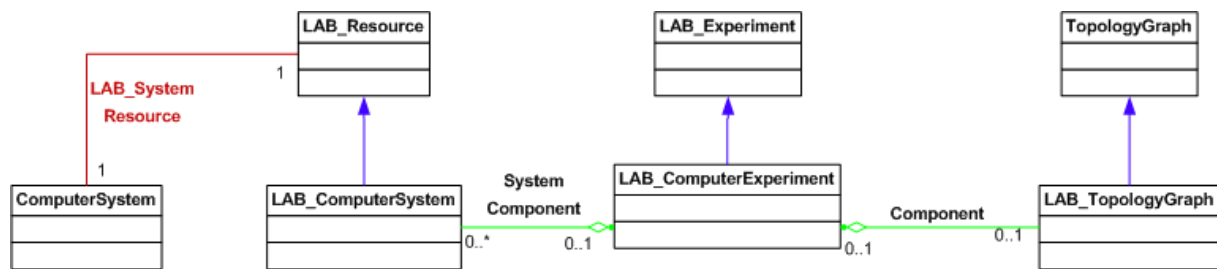 LAB_Resource
LAB_Experiment
TopologyGraph
1
LAB_System
Resource
1
ComputerSystem
LAB_ComputerSystem
System
Component
LAB_ComputerExperiment
Component
LAB_TopologyGraph
0..*
0..1
0..1
0..1